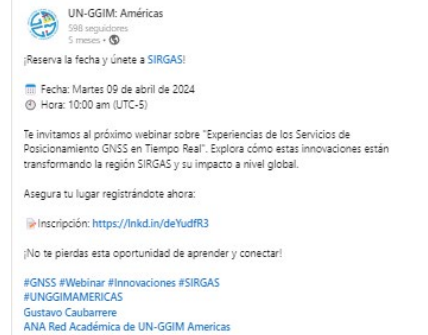 UN-GGIM: Américas
598 seguidores
5 meses •
¡Reserva la fecha y únete a SIRGAS!
Fecha: Martes 09 de abril de 2024
Hora: 10:00 am (UTC-5)
Te invitamos al próximo webinar sobre "Experiencias de los Servicios de
Posicionamiento GNSS en Tiempo Real". Explora cómo estas innovaciones están
transformando la región SIRGAS y su impacto a nivel global.
Asegura tu lugar registrándote ahora:
Inscripción: https://lnkd.in/deYudfR3
¡No te pierdas esta oportunidad de aprender y conectar!
#GNSS #Webinar #Innovaciones #SIRGAS
#UNGGIMAMERICAS
Gustavo Caubarrere
ANA Red Académica de UN-GGIM Americas